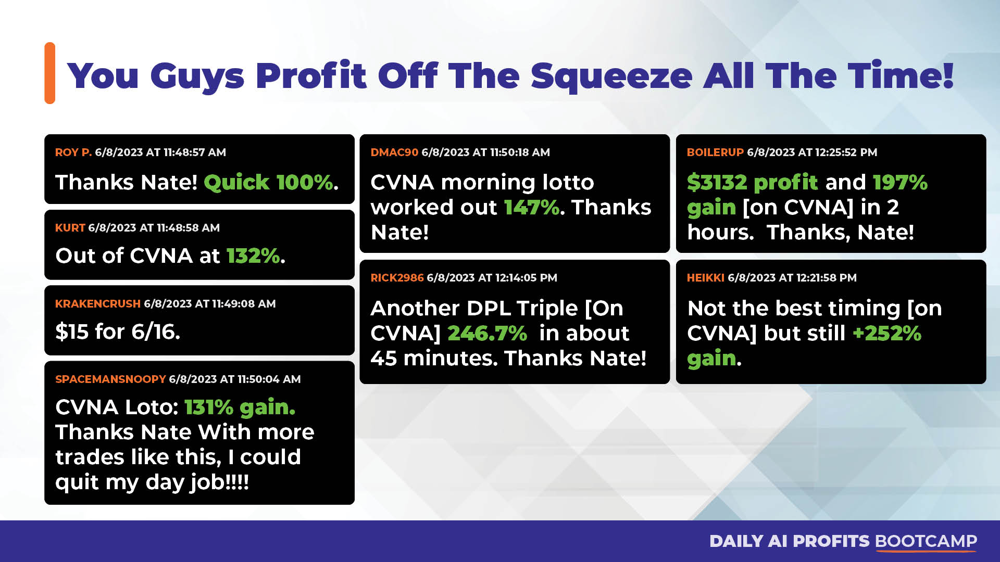 You Guys Profit Off The Squeeze All The Time!
ROY P. 6/8/2023 AT 11:48:57 AM
Thanks Nate! Quick 100%.
KURT 6/8/2023 AT 11:48:58 AM
Out of CVNA at 132%.
KRAKENCRUSH 6/8/2023 AT 11:49:08 AM
$15 for 6/16.
SPACEMANSNOOPY 6/8/2023 AT 11:50:04 AM
CVNA Loto: 131% gain.
Thanks Nate With more
trades like this, I could
quit my day job!!!!
DMAC90 6/8/2023 AT 11:50:18 AM
CVNA morning lotto
worked out 147%. Thanks
Nate!
RICK2986 6/8/2023 AT 12:14:05 PM
Another DPL Triple [On
CVNA] 246.7% in about
45 minutes. Thanks Nate!
BOILERUP 6/8/2023 AT 12:25:52 PM
$3132 profit and 197%
gain [on CVNA] in 2
hours. Thanks, Nate!
HEIKKI 6/8/2023 AT 12:21:58 PM
Not the best timing [on
CVNA] but still +252%
gain.
DAILY AI PROFITS BOOTCAMP